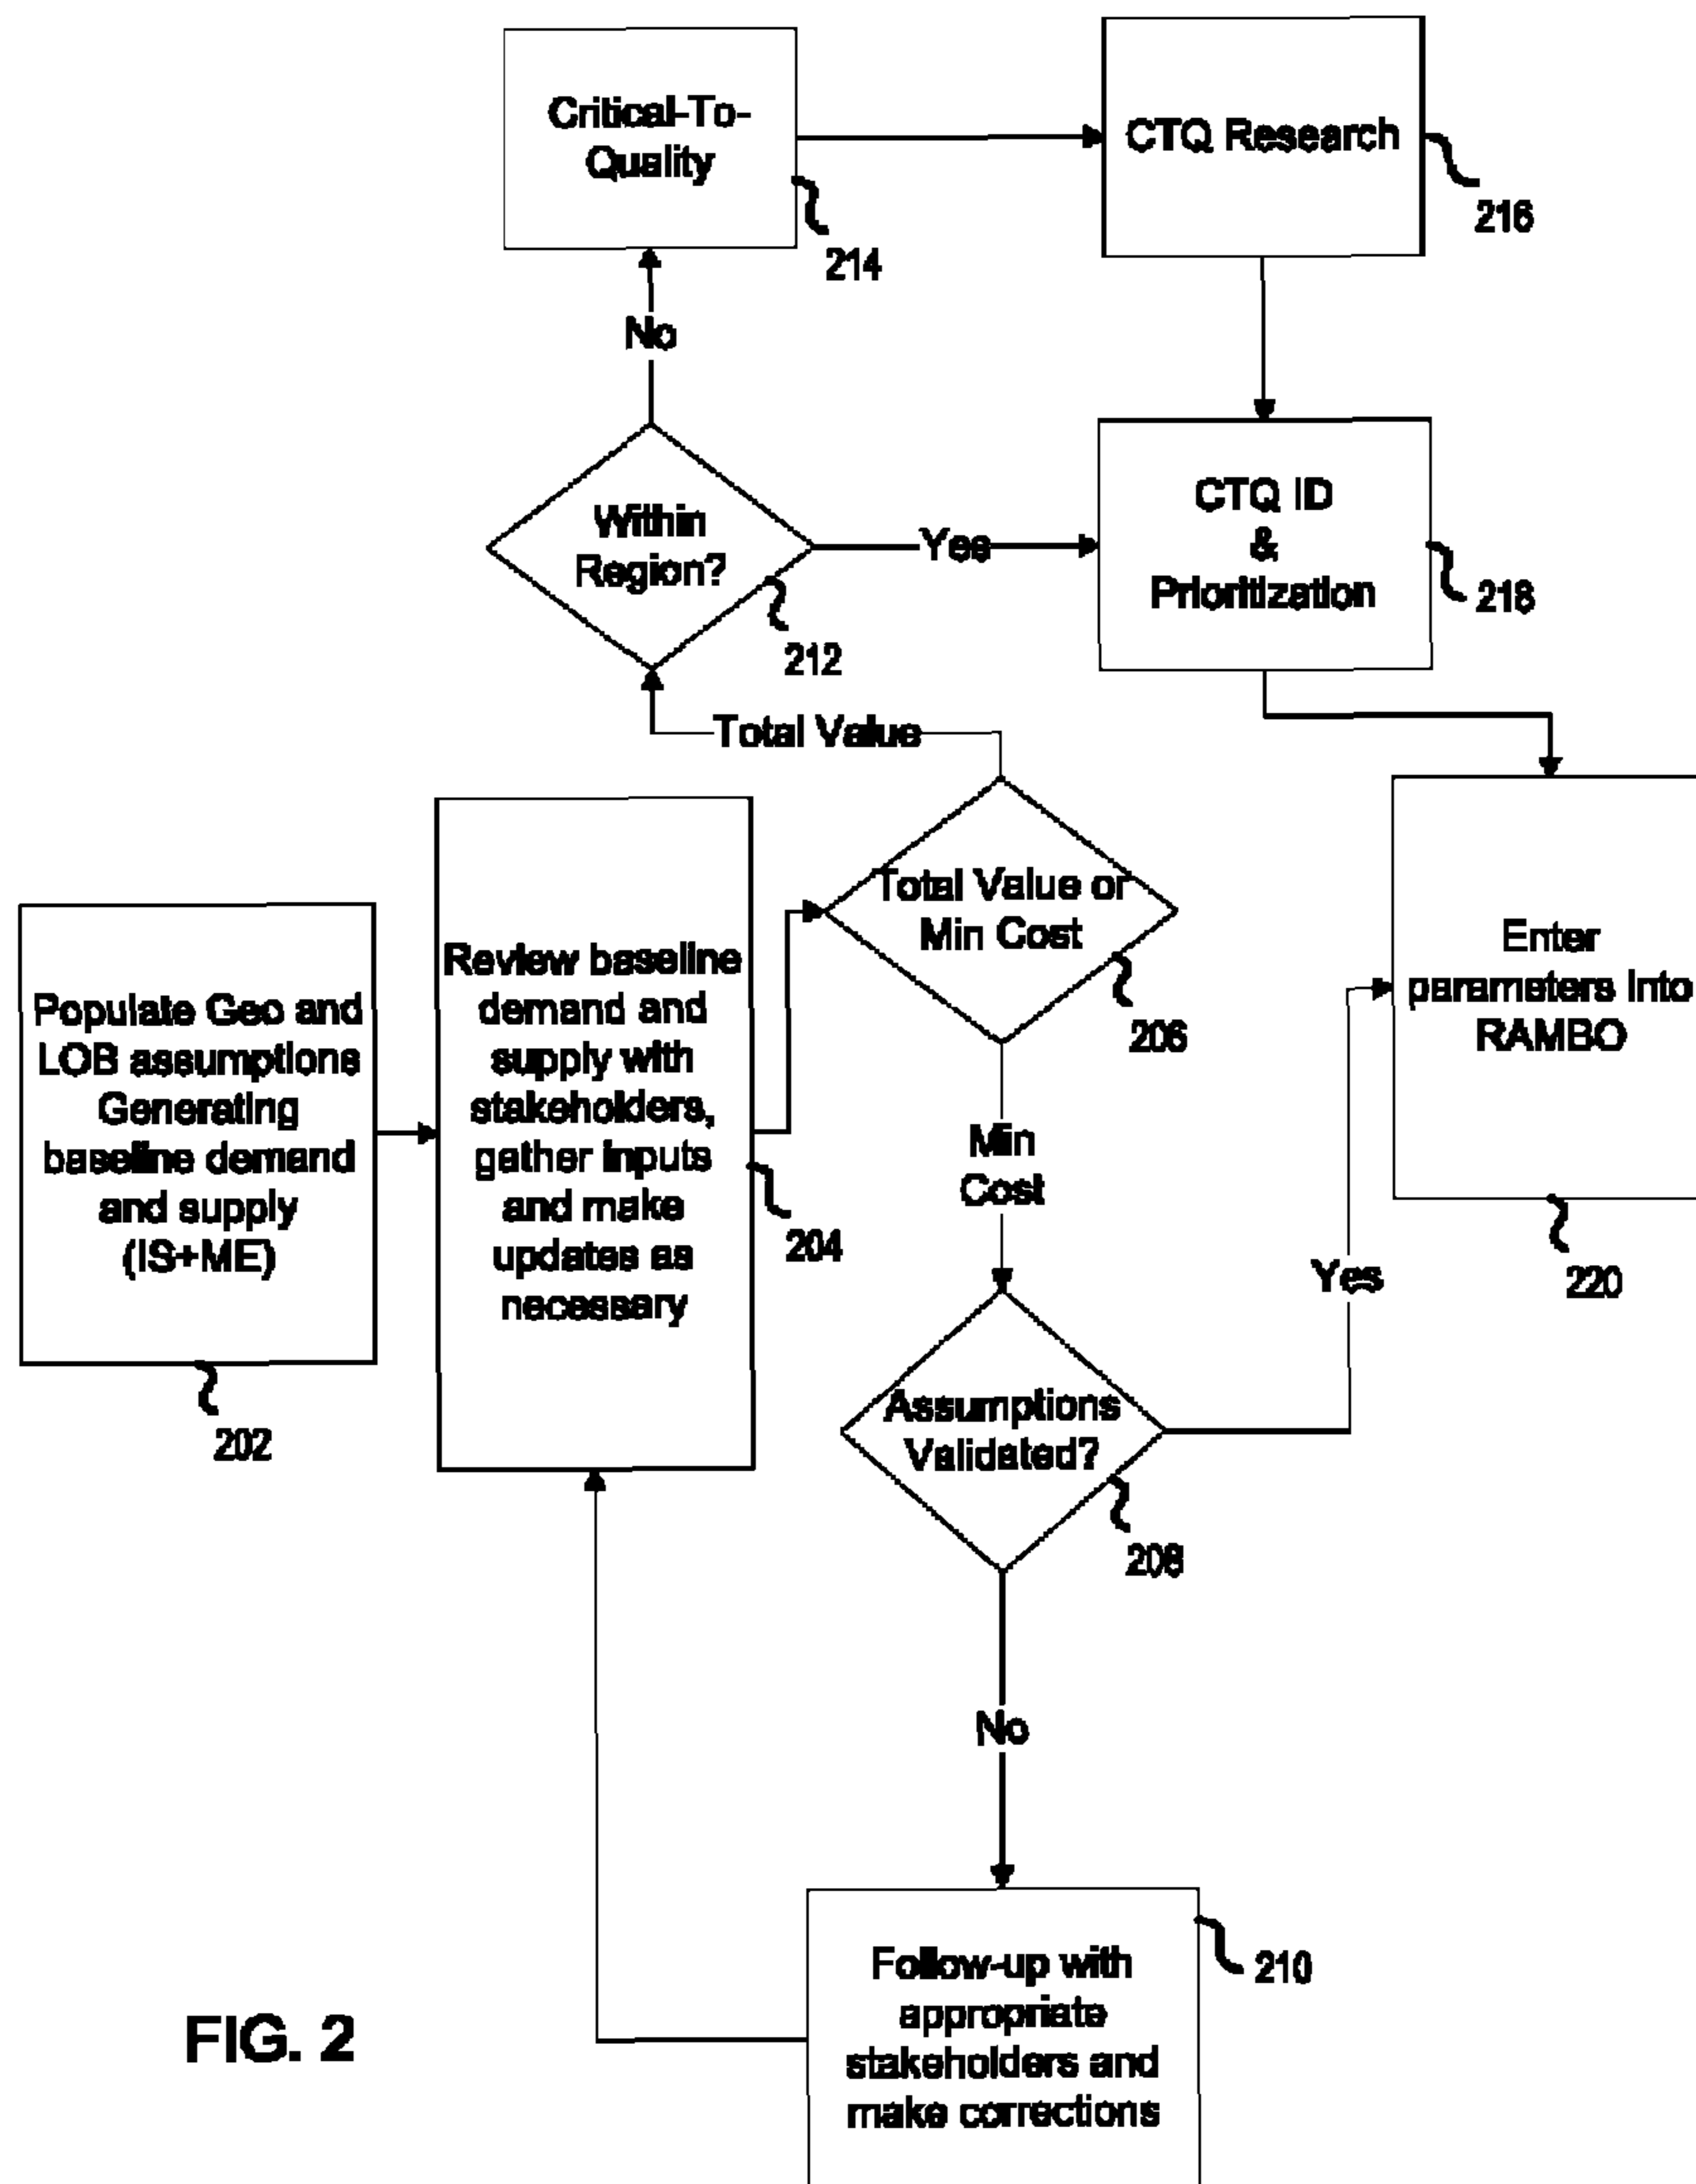 Critical-To-
Quality
214
CTQ Research
216
No
Within
Region?
212
Yes
CTQ ID
&
Prioritization
218
Total Value
Populate Geo and
LOB assumptions
Generating
baseline demand
and supply
(IS+ME)
202
Review baseline
demand and
supply with
stakeholders,
gather inputs
and make
updates as
necessary
204
Total Value or
Min Cost
206
Min
Cost
Enter
parameters Into
RAMBO
220
Yes
Assumptions
Validated?
208
No
Follow-up with
appropriate
stakeholders and
make corrections
210
FIG. 2